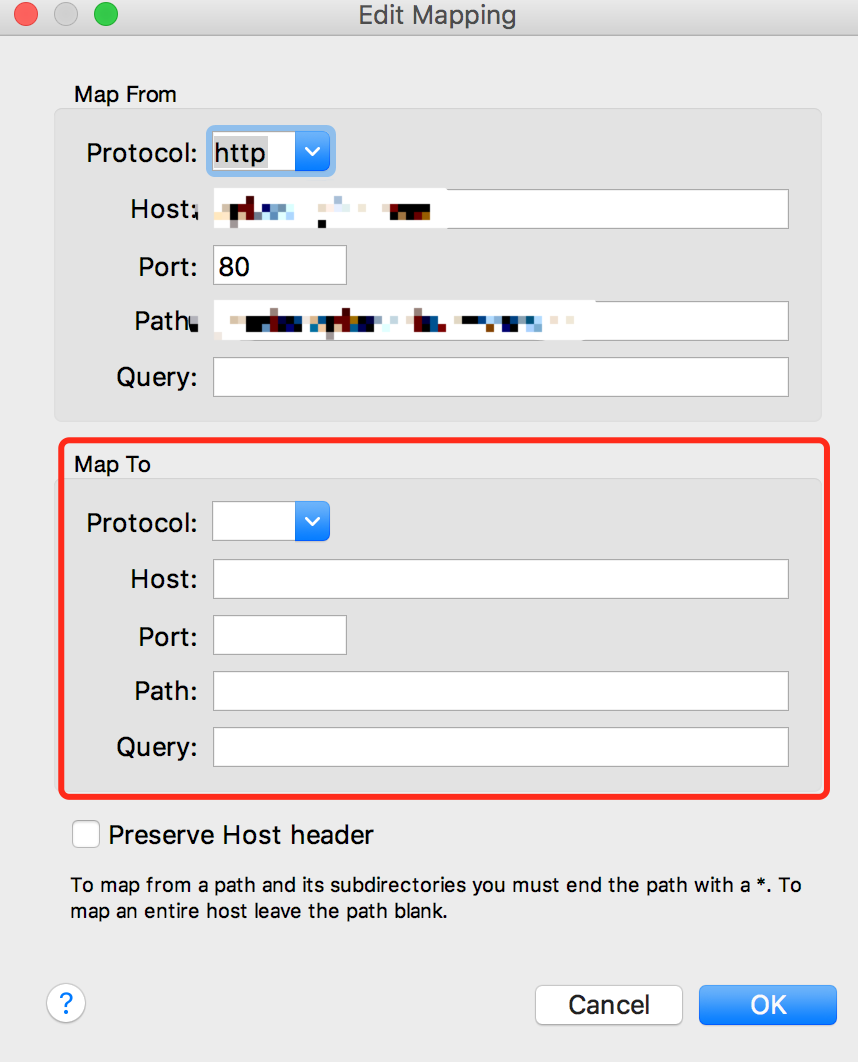 Edit Mapping
Map From
Protocol: http
Host:
Port: 80
Path
Query:
Map To
Protocol:
Host:
Port:
Path:
Query:
Preserve Host header
To map from a path and its subdirectories you must end the path with a *. To
map an entire host leave the path blank.
? Cancel OK